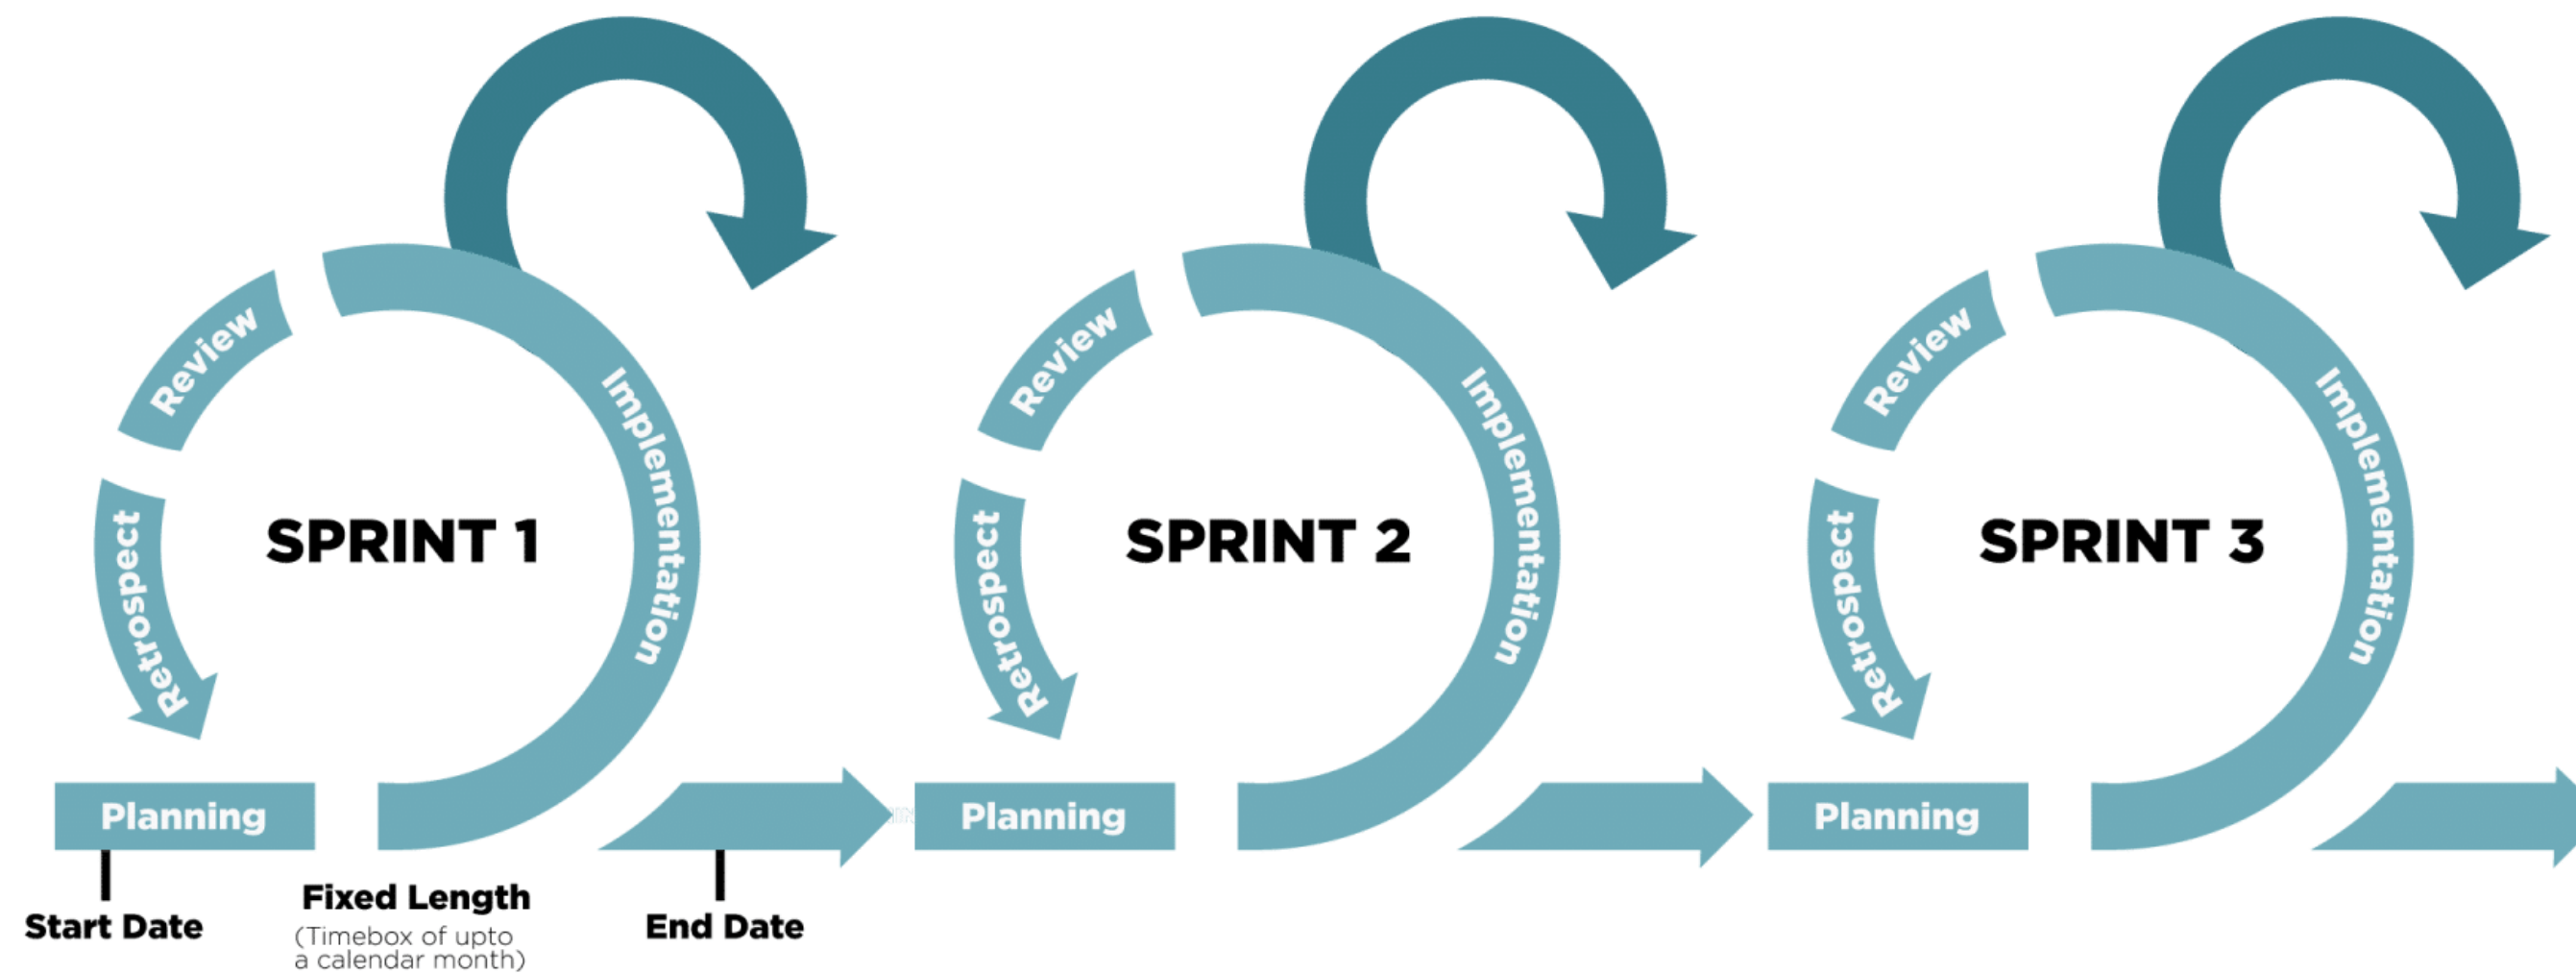 Review
Implementation
Retrospect
SPRINT 1
Planning
Start Date
Fixed Length
(Timebox of upto
a calendar month)
End Date
Review
Implementation
Retrospect
SPRINT 2
Planning
Review
Implementation
Retrospect
SPRINT 3
Planning